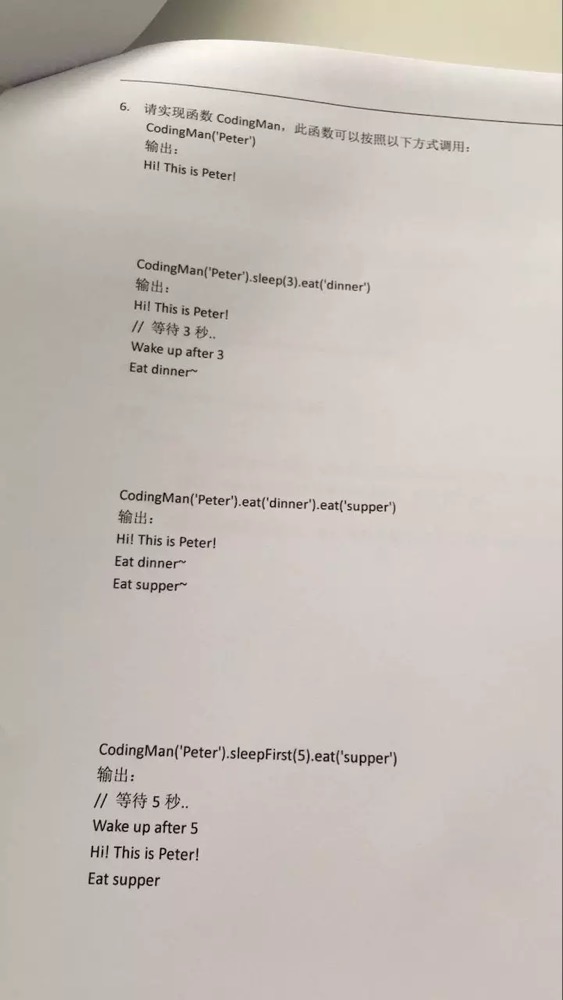 6. 请实现函数 CodingMan，此函数可以按照以下方式调用：
CodingMan('Peter')
输出：
Hi! This is Peter!
CodingMan('Peter').sleep(3).eat('dinner')
输出：
Hi! This is Peter!
// 等待 3 秒..
Wake up after 3
Eat dinner~
CodingMan('Peter').eat('dinner').eat('supper')
输出：
Hi! This is Peter!
Eat dinner~
Eat supper~
CodingMan('Peter').sleepFirst(5).eat('supper')
输出：
// 等待 5 秒..
Wake up after 5
Hi! This is Peter!
Eat supper